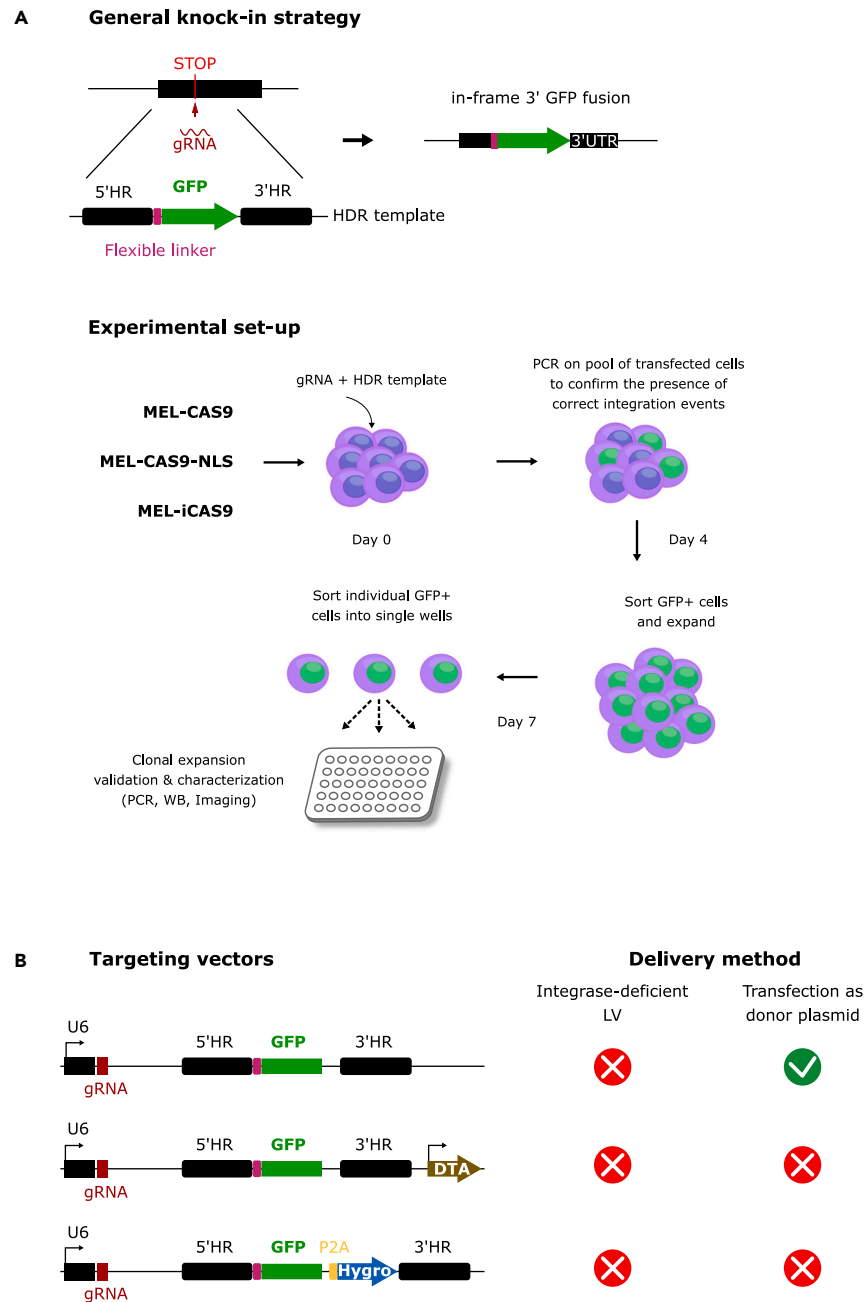 A
General knock-in strategy
STOP
gRNA
5'HR
GFP
3'HR
HDR template
Flexible linker
in-frame 3' GFP fusion
3'UTR
Experimental set-up
MEL-CAS9
MEL-CAS9-NLS
MEL-iCAS9
gRNA + HDR template
Day 0
PCR on pool of transfected cells
to confirm the presence of
correct integration events
Day 4
Sort GFP+ cells
and expand
Day 7
Sort individual GFP+
cells into single wells
Clonal expansion
validation & characterization
(PCR, WB, Imaging)
B
Targeting vectors
Delivery method
Integrase-deficient
LV
Transfection as
donor plasmid
U6
gRNA
5'HR
GFP
3'HR
U6
gRNA
5'HR
GFP
3'HR
DTA
U6
gRNA
5'HR
GFP
P2A
Hygro
3'HR